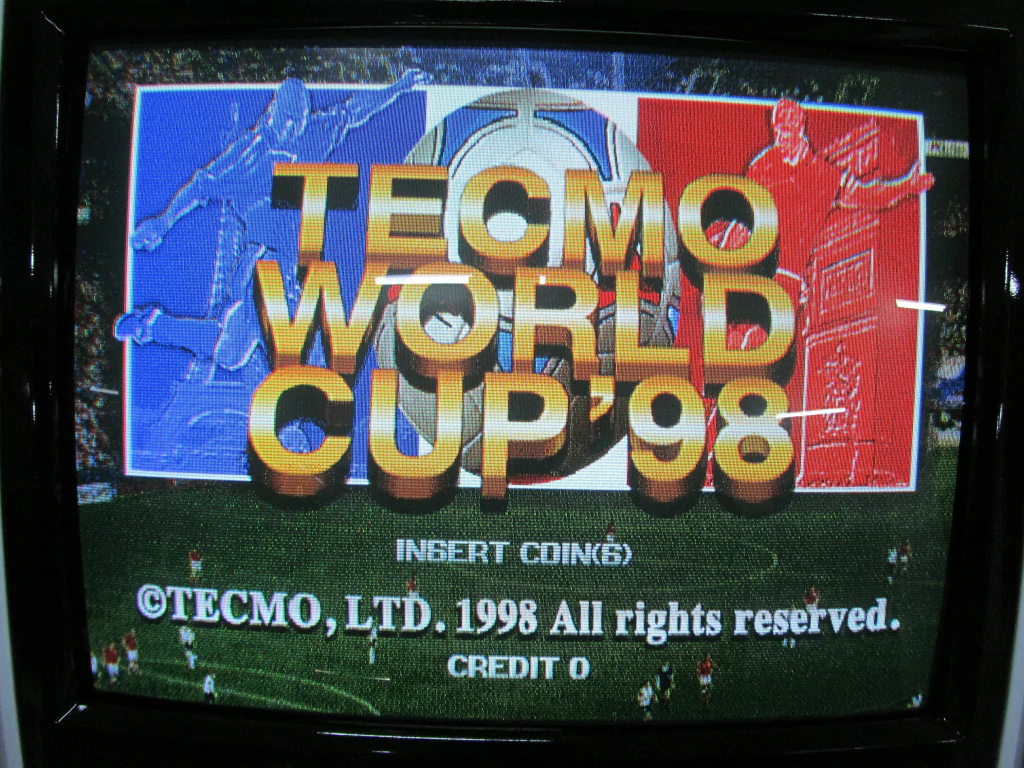 TECMO
WORLD
CUP '98
INSERT COIN(S)
©TECMO, LTD. 1998 All rights reserved.
CREDIT 0